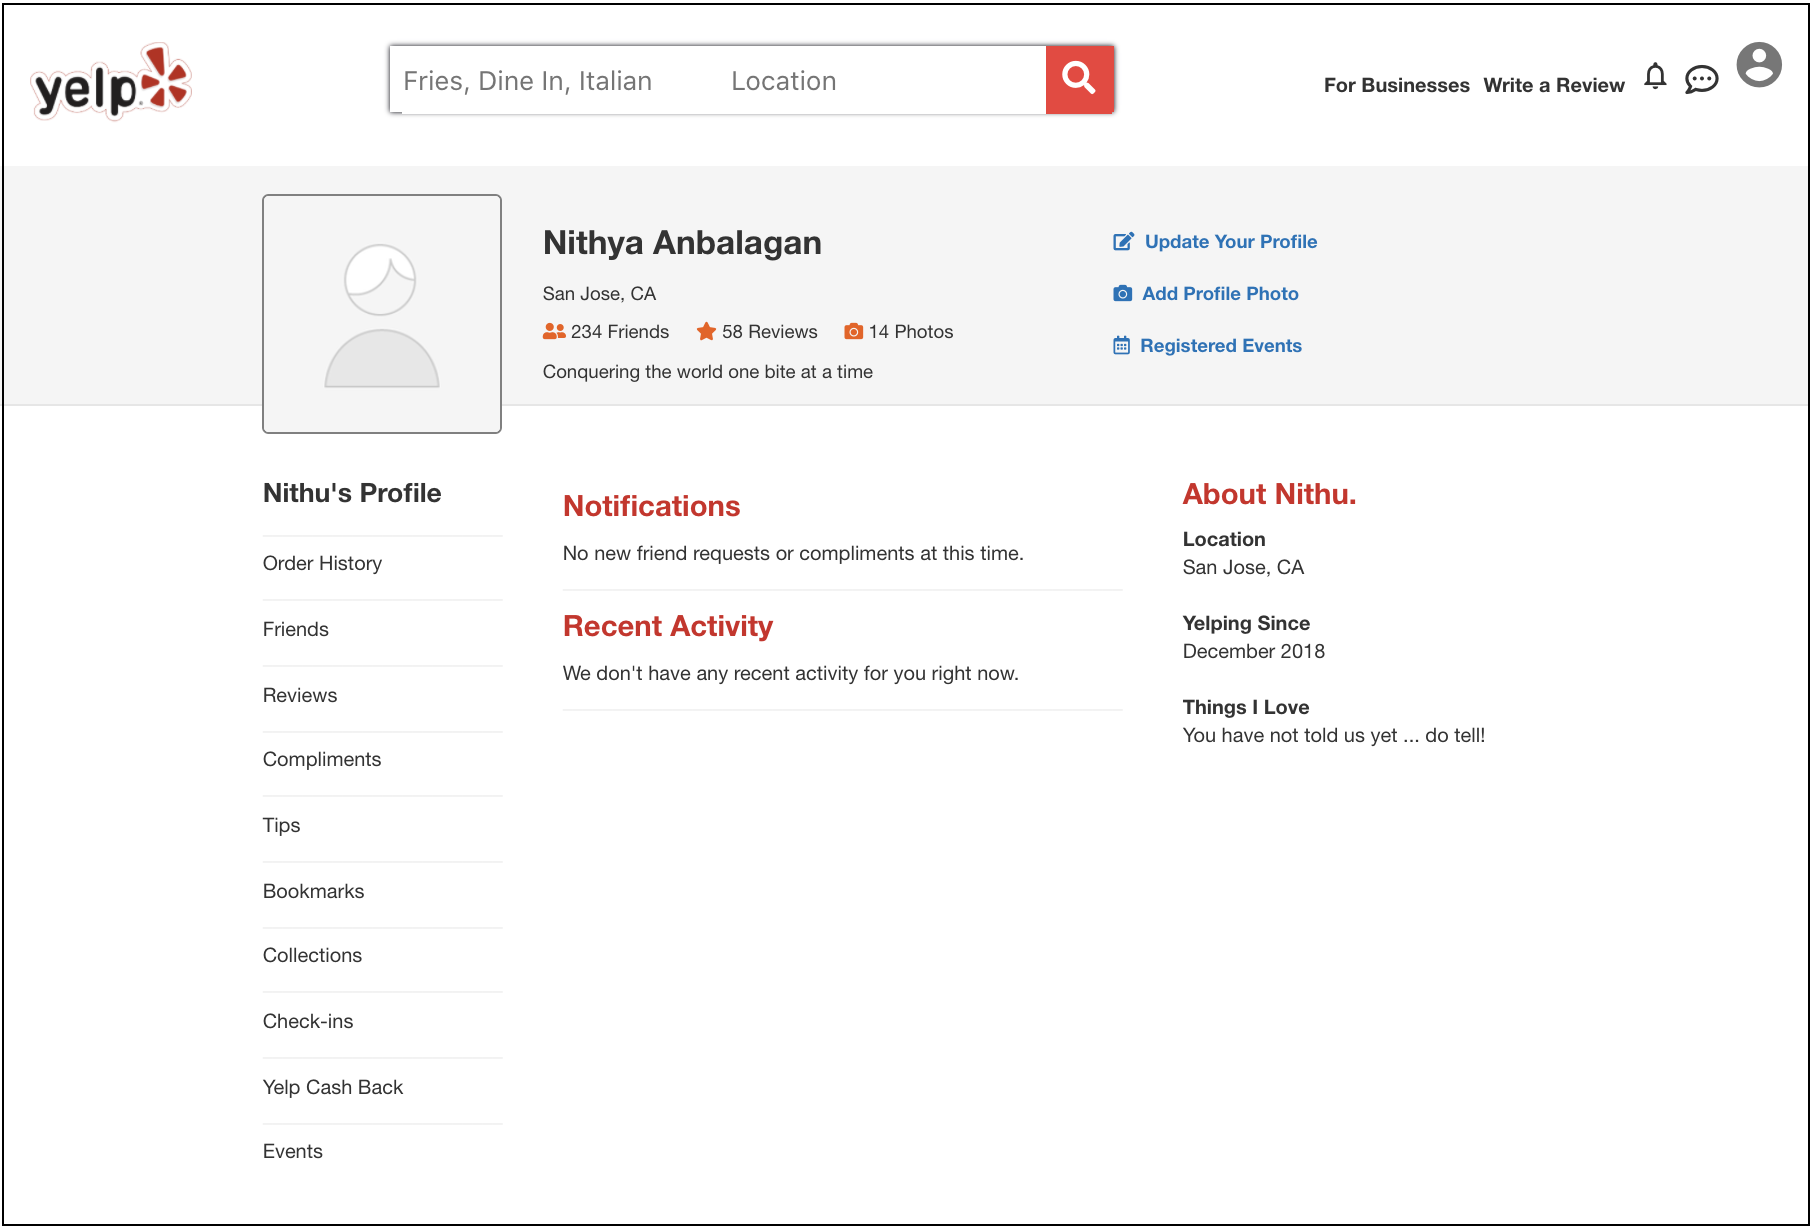 yelp
Fries, Dine In, Italian
Location
For Businesses
Write a Review
Nithya Anbalagan
San Jose, CA
234 Friends
58 Reviews
14 Photos
Conquering the world one bite at a time
Update Your Profile
Add Profile Photo
Registered Events
Nithu's Profile
Order History
Friends
Reviews
Compliments
Tips
Bookmarks
Collections
Check-ins
Yelp Cash Back
Events
Notifications
No new friend requests or compliments at this time.
Recent Activity
We don't have any recent activity for you right now.
About Nithu.
Location
San Jose, CA
Yelping Since
December 2018
Things I Love
You have not told us yet ... do tell!